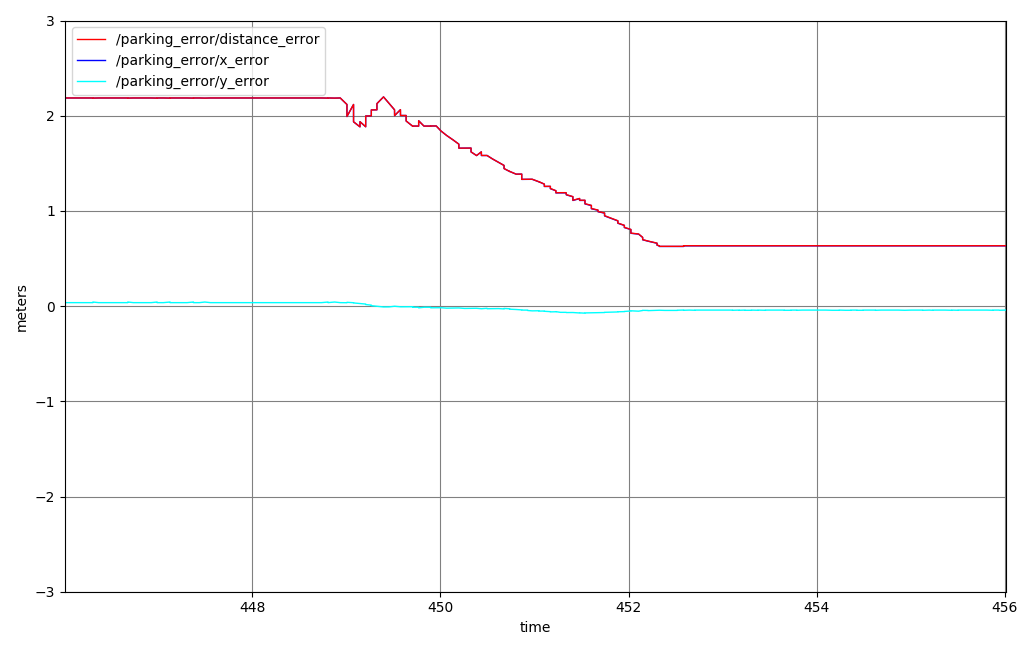 /parking_error/distance_error
/parking_error/x_error
/parking_error/y_error
3
2
1
0
−1
−2
−3
meters
448
450
452
454
456
time